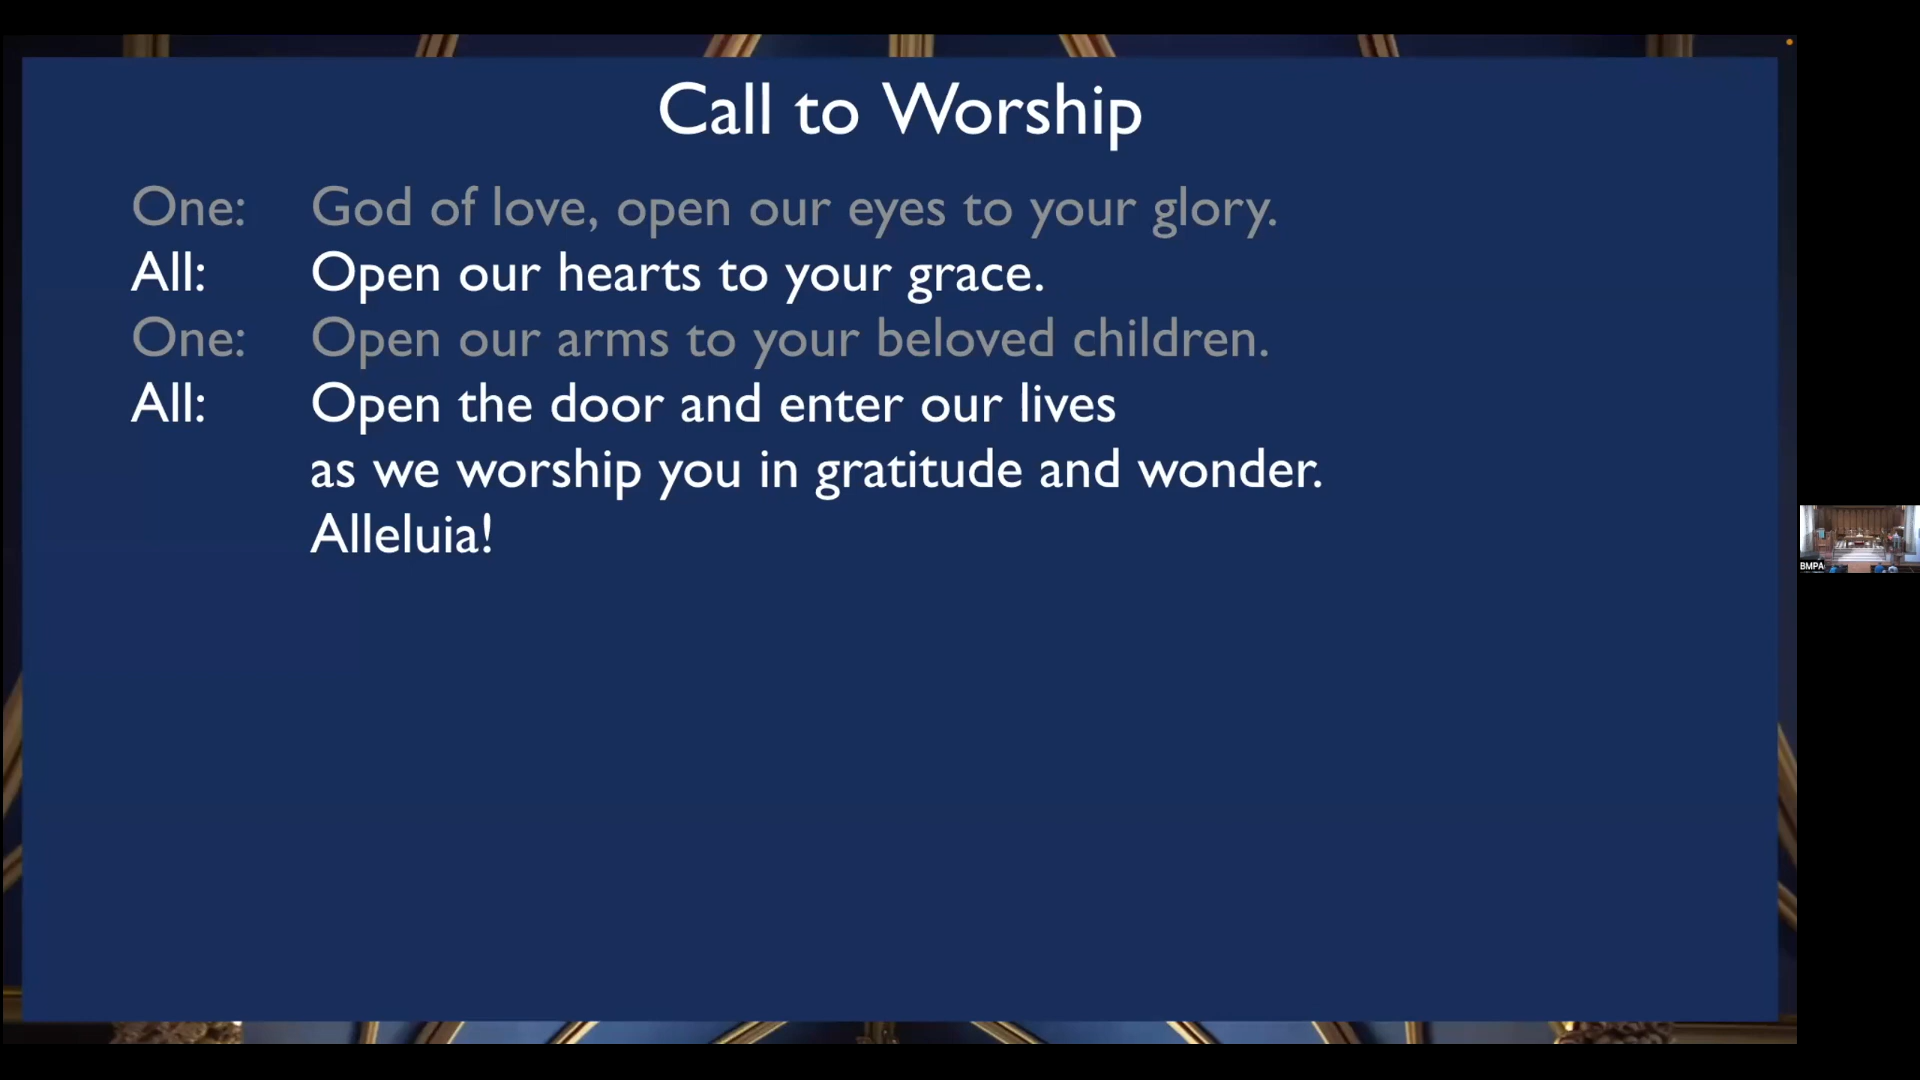 Call to Worship
One: God of love, open our eyes to your glory.
All: Open our hearts to your grace.
One: Open our arms to your beloved children.
All: Open the door and enter our lives
as we worship you in gratitude and wonder.
Alleluia!
BMPA